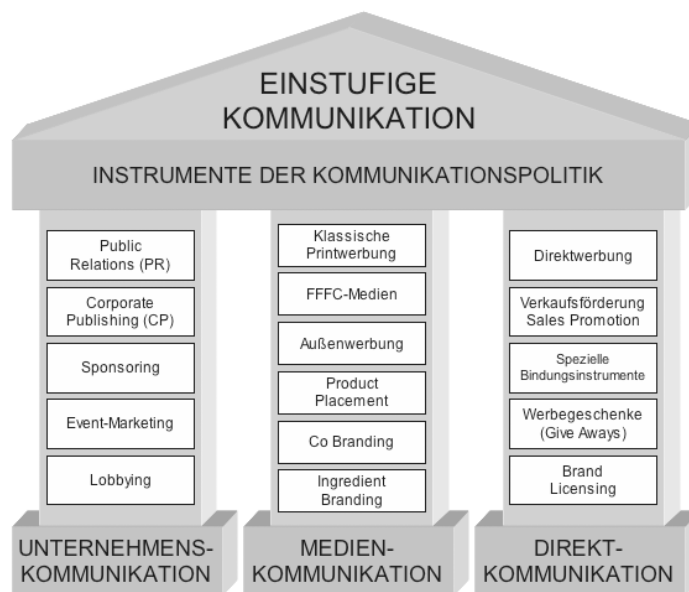 EINSTUFIGE
KOMMUNIKATION
INSTRUMENTE DER KOMMUNIKATIONSPOLITIK
Public
Relations (PR)
Corporate
Publishing (CP)
Sponsoring
Event-Marketing
Lobbying
UNTERNEHMENS-
KOMMUNIKATION
Klassische
Printwerbung
FFFC-Medien
Außenwerbung
Product
Placement
Co Branding
Ingredient
Branding
MEDIEN-
KOMMUNIKATION
Direktwerbung
Verkaufsförderung
Sales Promotion
Spezielle
Bindungsinstrumente
Werbegeschenke
(Give Aways)
Brand
Licensing
DIREKT-
KOMMUNIKATION